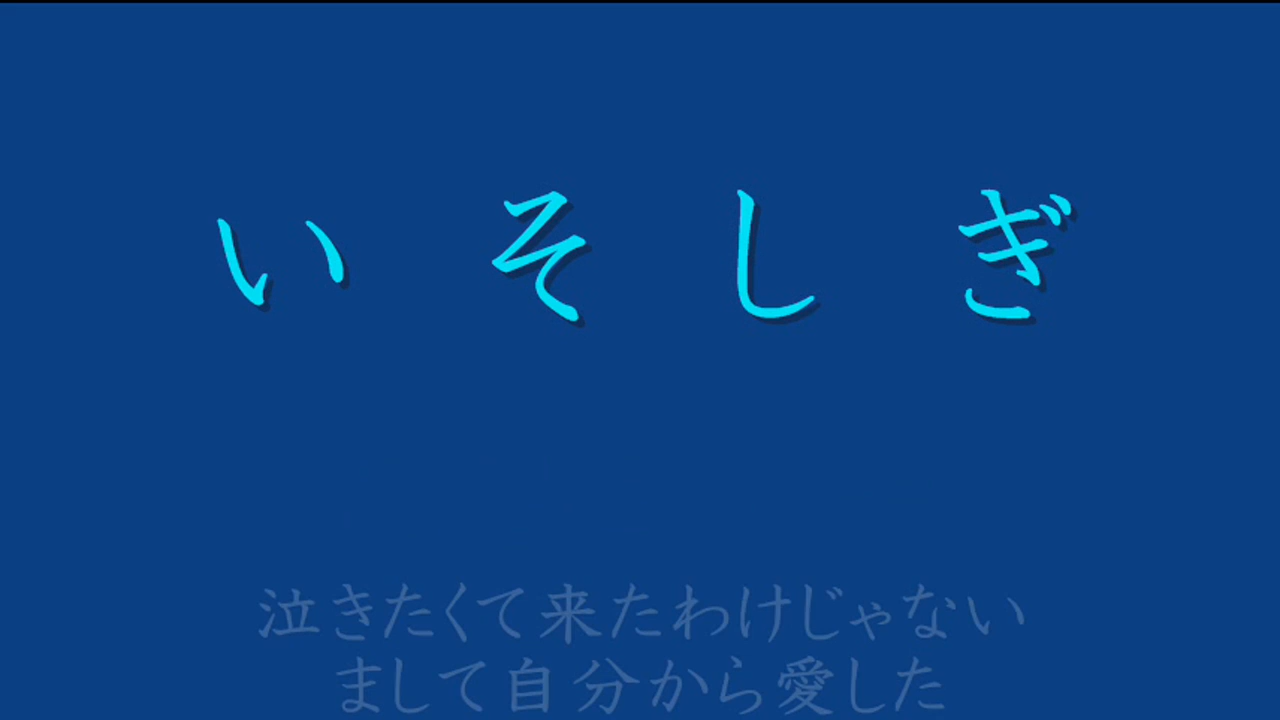 いそしぎ
泣きたくて来たわけじゃない
まして自分から愛した